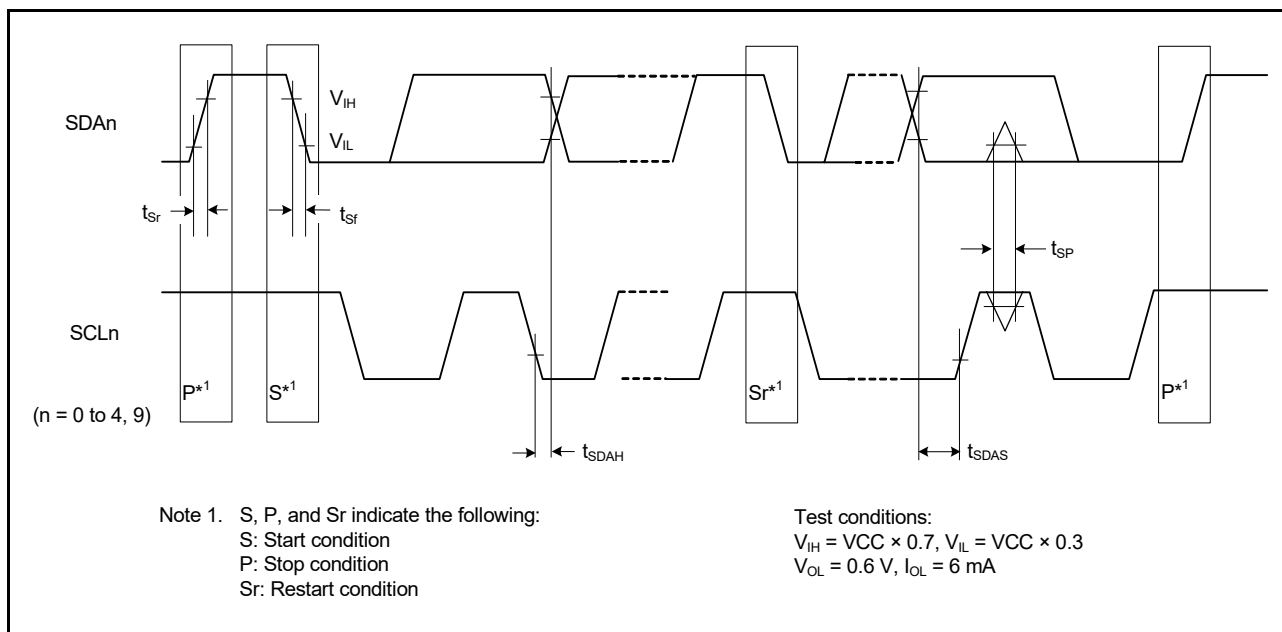 SDAn
V_IH
V_IL
t_Sr
t_Sf
t_SP
SCLn
P*1
S*1
Sr*1
P*1
(n = 0 to 4, 9)
t_SDAH
t_SDAS
Note 1. S, P, and Sr indicate the following:
S: Start condition
P: Stop condition
Sr: Restart condition
Test conditions:
V_IH = VCC × 0.7, V_IL = VCC × 0.3
V_OL = 0.6 V, I_OL = 6 mA